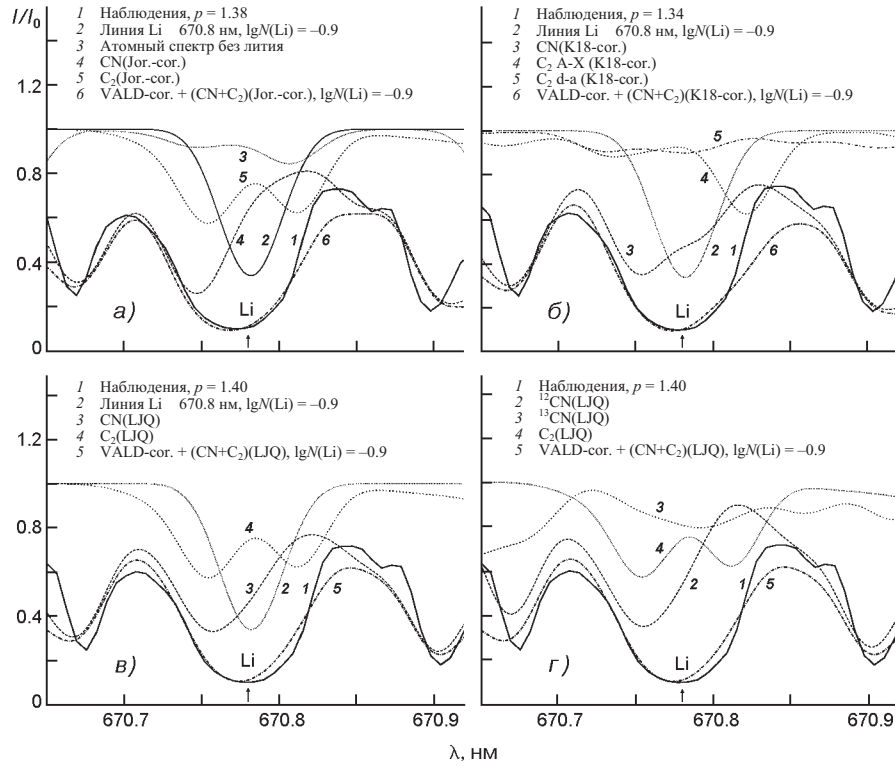 I/I₀
1 Наблюдения, p = 1.38
2 Линия Li 670.8 нм, lgN(Li) = –0.9
3 Атомный спектр без лития
4 CN(Jor.-cor.)
5 C₂(Jor.-cor.)
6 VALD-cor. + (CN+C₂)(Jor.-cor.), lgN(Li) = –0.9
1.2
0.8
0.4
0
3
5
4 2 1 6
Li
а)
1 Наблюдения, p = 1.34
2 Линия Li 670.8 нм, lgN(Li) = –0.9
3 CN(K18-cor.)
4 C₂ A-X (K18-cor.)
5 C₂ d-a (K18-cor.)
6 VALD-cor. + (CN+C₂)(K18-cor.), lgN(Li) = –0.9
5
4
3 2 1 6
Li
б)
1 Наблюдения, p = 1.40
2 Линия Li 670.8 нм, lgN(Li) = –0.9
3 CN(LJQ)
4 C₂(LJQ)
5 VALD-cor. + (CN+C₂)(LJQ), lgN(Li) = –0.9
1.2
0.8
0.4
0
4
3 2 1 5
Li
в)
670.7 670.8 670.9
1 Наблюдения, p = 1.40
2 ¹²CN(LJQ)
3 ¹³CN(LJQ)
4 C₂(LJQ)
5 VALD-cor. + (CN+C₂)(LJQ), lgN(Li) = –0.9
3
4
2 1 5
Li
г)
670.7 670.8 670.9
λ, нм